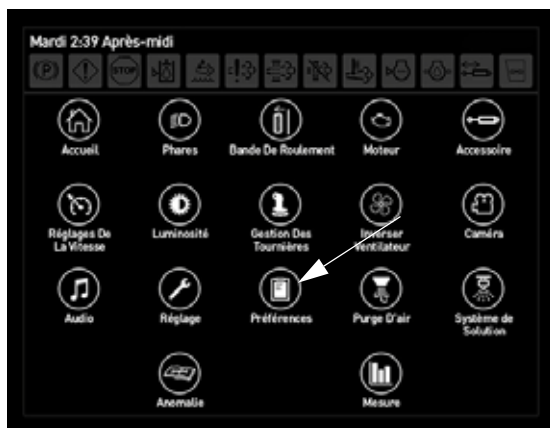 Mardi 2:39 Après-midi
(P) STOP
Accueil Phares Bande De Roulement Moteur Accessoire
Réglages De La Vitesse Luminosité Gestion Des Tournières Inverser Ventilateur Caméra
Audio Réglage Préférences Purge D'air Système de Solution
Anomalie Mesure